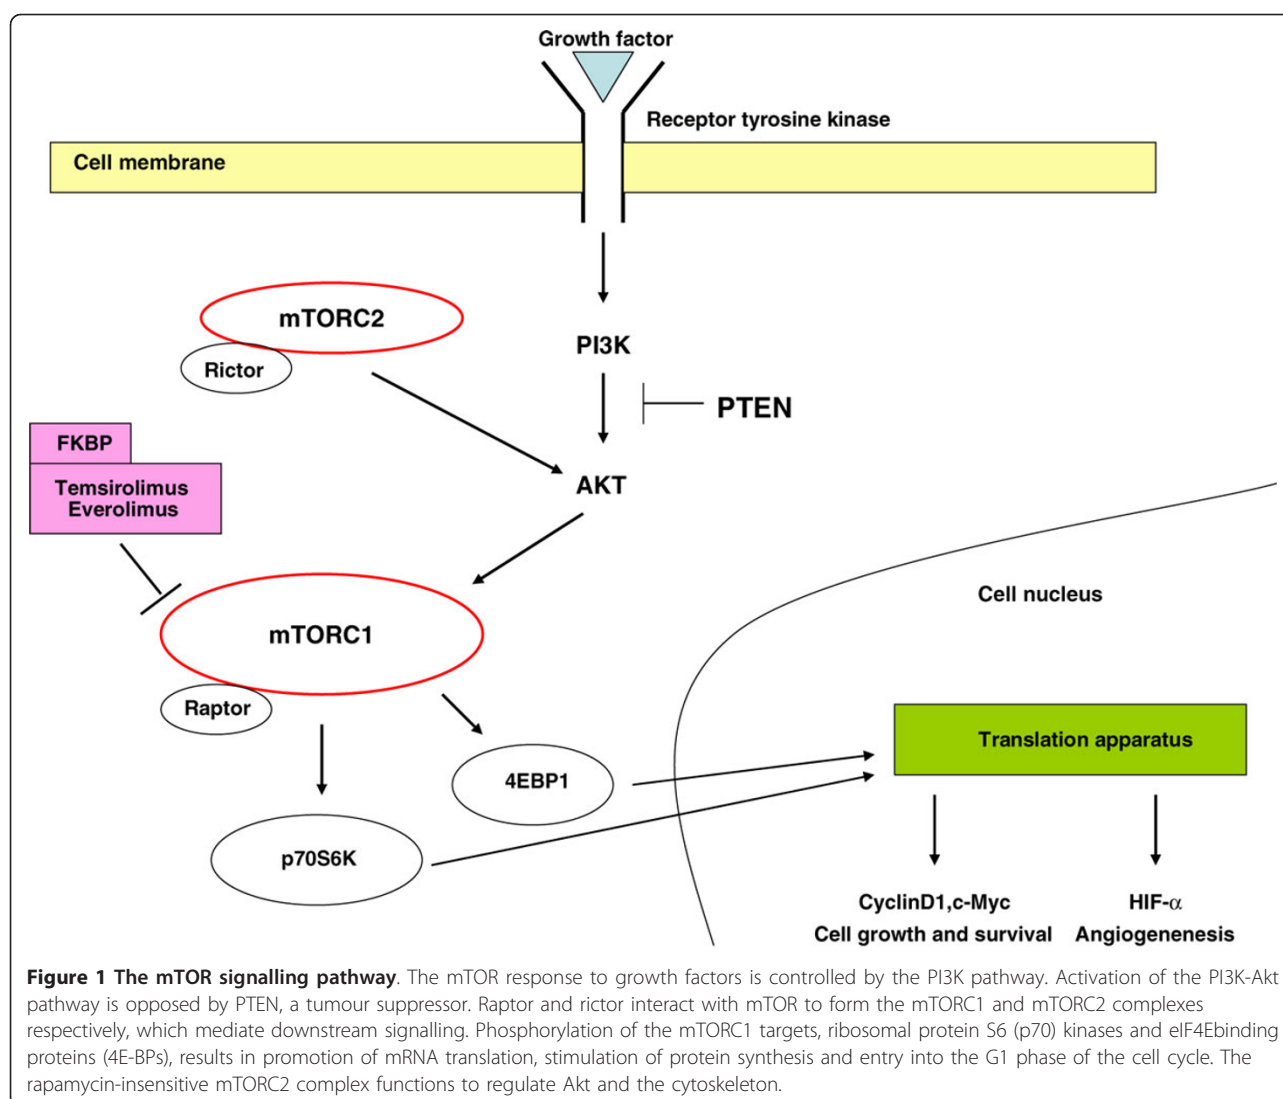 Growth factor
Receptor tyrosine kinase
Cell membrane
mTORC2
Rictor
PI3K
PTEN
FKBP
Temsirolimus
Everolimus
AKT
Cell nucleus
mTORC1
Raptor
Translation apparatus
4EBP1
p70S6K
CyclinD1,c-Myc
Cell growth and survival
HIF-α
Angiogenenesis
Figure 1 The mTOR signalling pathway. The mTOR response to growth factors is controlled by the PI3K pathway. Activation of the PI3K-Akt
pathway is opposed by PTEN, a tumour suppressor. Raptor and rictor interact with mTOR to form the mTORC1 and mTORC2 complexes
respectively, which mediate downstream signalling. Phosphorylation of the mTORC1 targets, ribosomal protein S6 (p70) kinases and eIF4Ebinding
proteins (4E-BPs), results in promotion of mRNA translation, stimulation of protein synthesis and entry into the G1 phase of the cell cycle. The
rapamycin-insensitive mTORC2 complex functions to regulate Akt and the cytoskeleton.